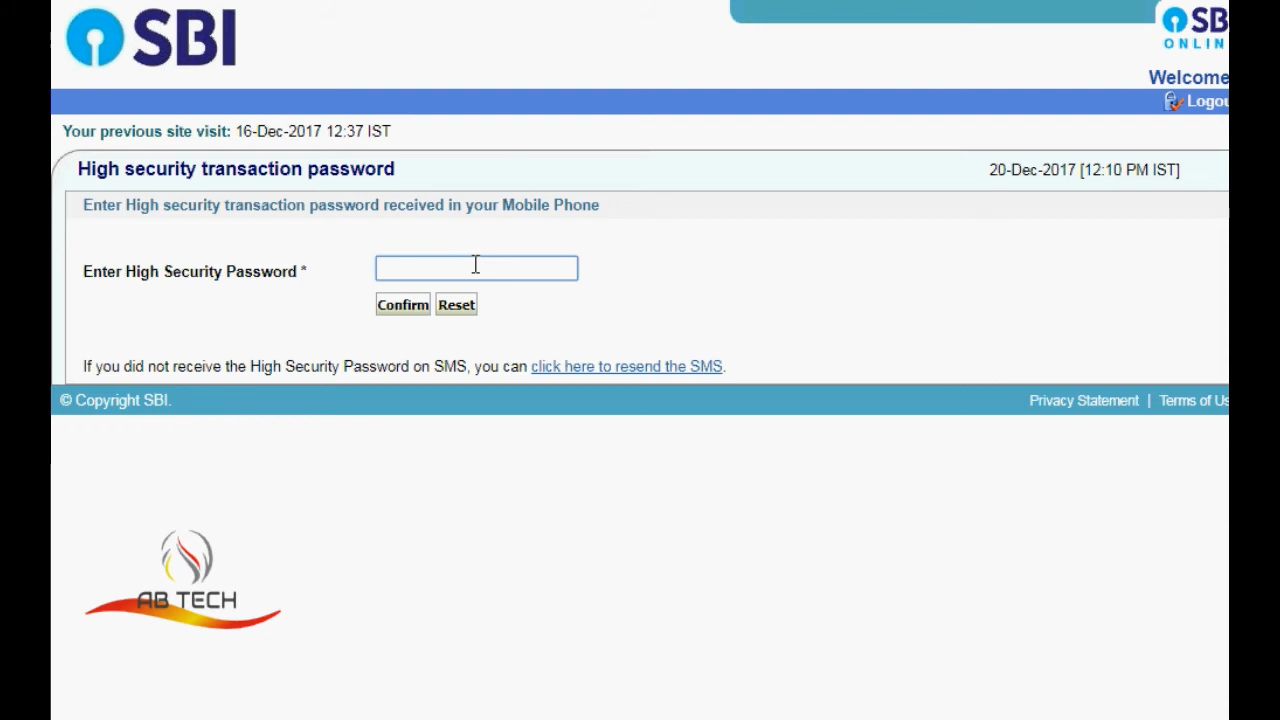 SBI
SB
ONLIN
Welcome
Logou
Your previous site visit: 16-Dec-2017 12:37 IST
High security transaction password
20-Dec-2017 [12:10 PM IST]
Enter High security transaction password received in your Mobile Phone
Enter High Security Password *
Confirm Reset
If you did not receive the High Security Password on SMS, you can click here to resend the SMS.
© Copyright SBI.
Privacy Statement | Terms of Us
AB TECH